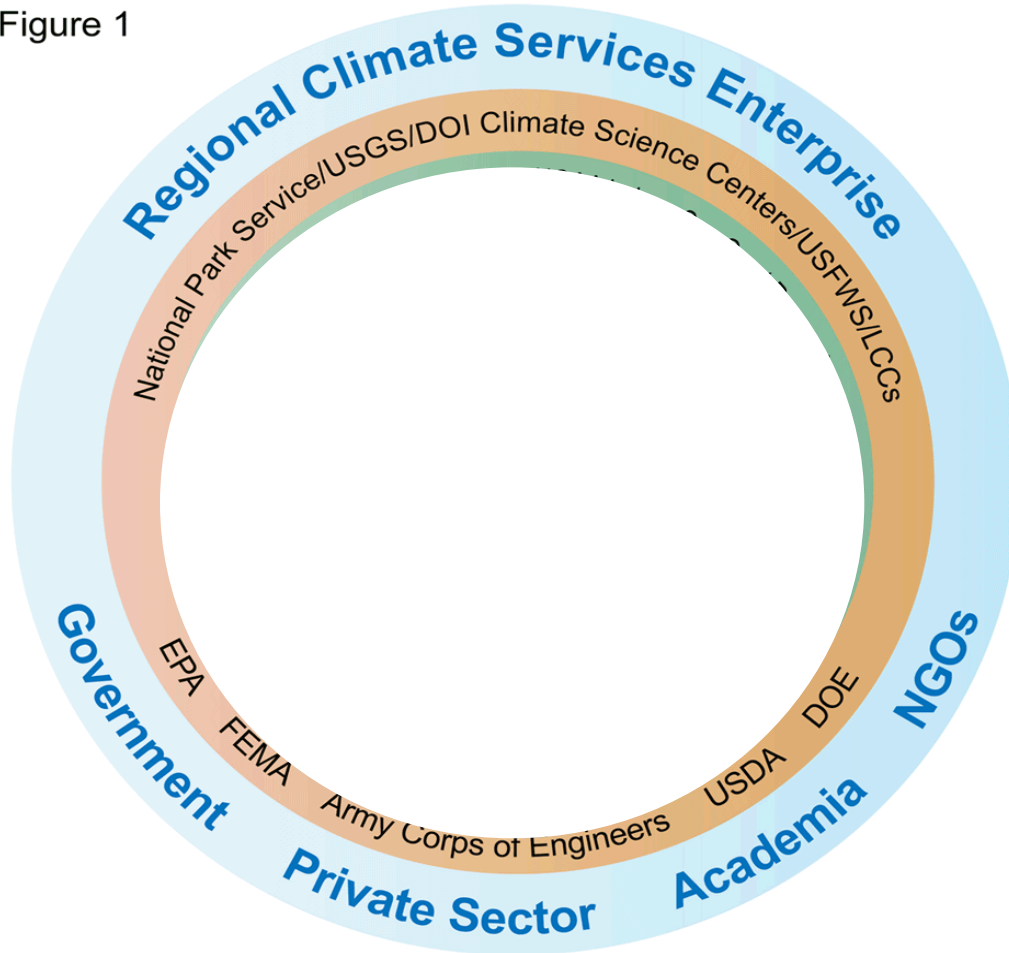 Figure 1
Regional Climate Services Enterprise
National Park Service/USGS/DOI Climate Science Centers/USFWS/LCCs
EPA
FEMA
Army Corps of Engineers
USDA
DOE
Government
Private Sector
Academia
NGOs